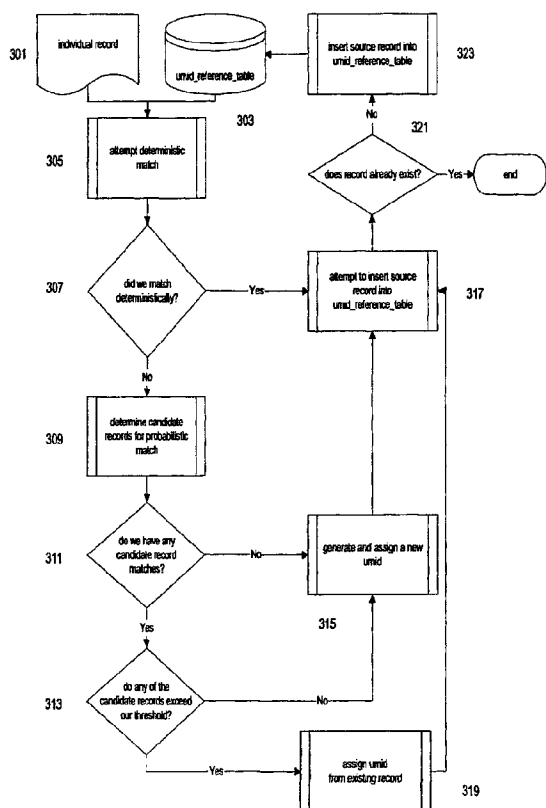 301
individual record
umid_reference_table
303
insert source record into
umid_reference_table
323
No
321
305
attempt deterministic
match
does record already exist?
Yes
end
307
did we match
deterministically?
Yes
attempt to insert source
record into
umid_reference_table
317
No
309
determine candidate
records for probabilistic
match
311
do we have any
candidate record
matches?
No
generate and assign a new
umid
315
Yes
313
do any of the
candidate records exceed
our threshold?
No
Yes
assign umid
from existing record
319